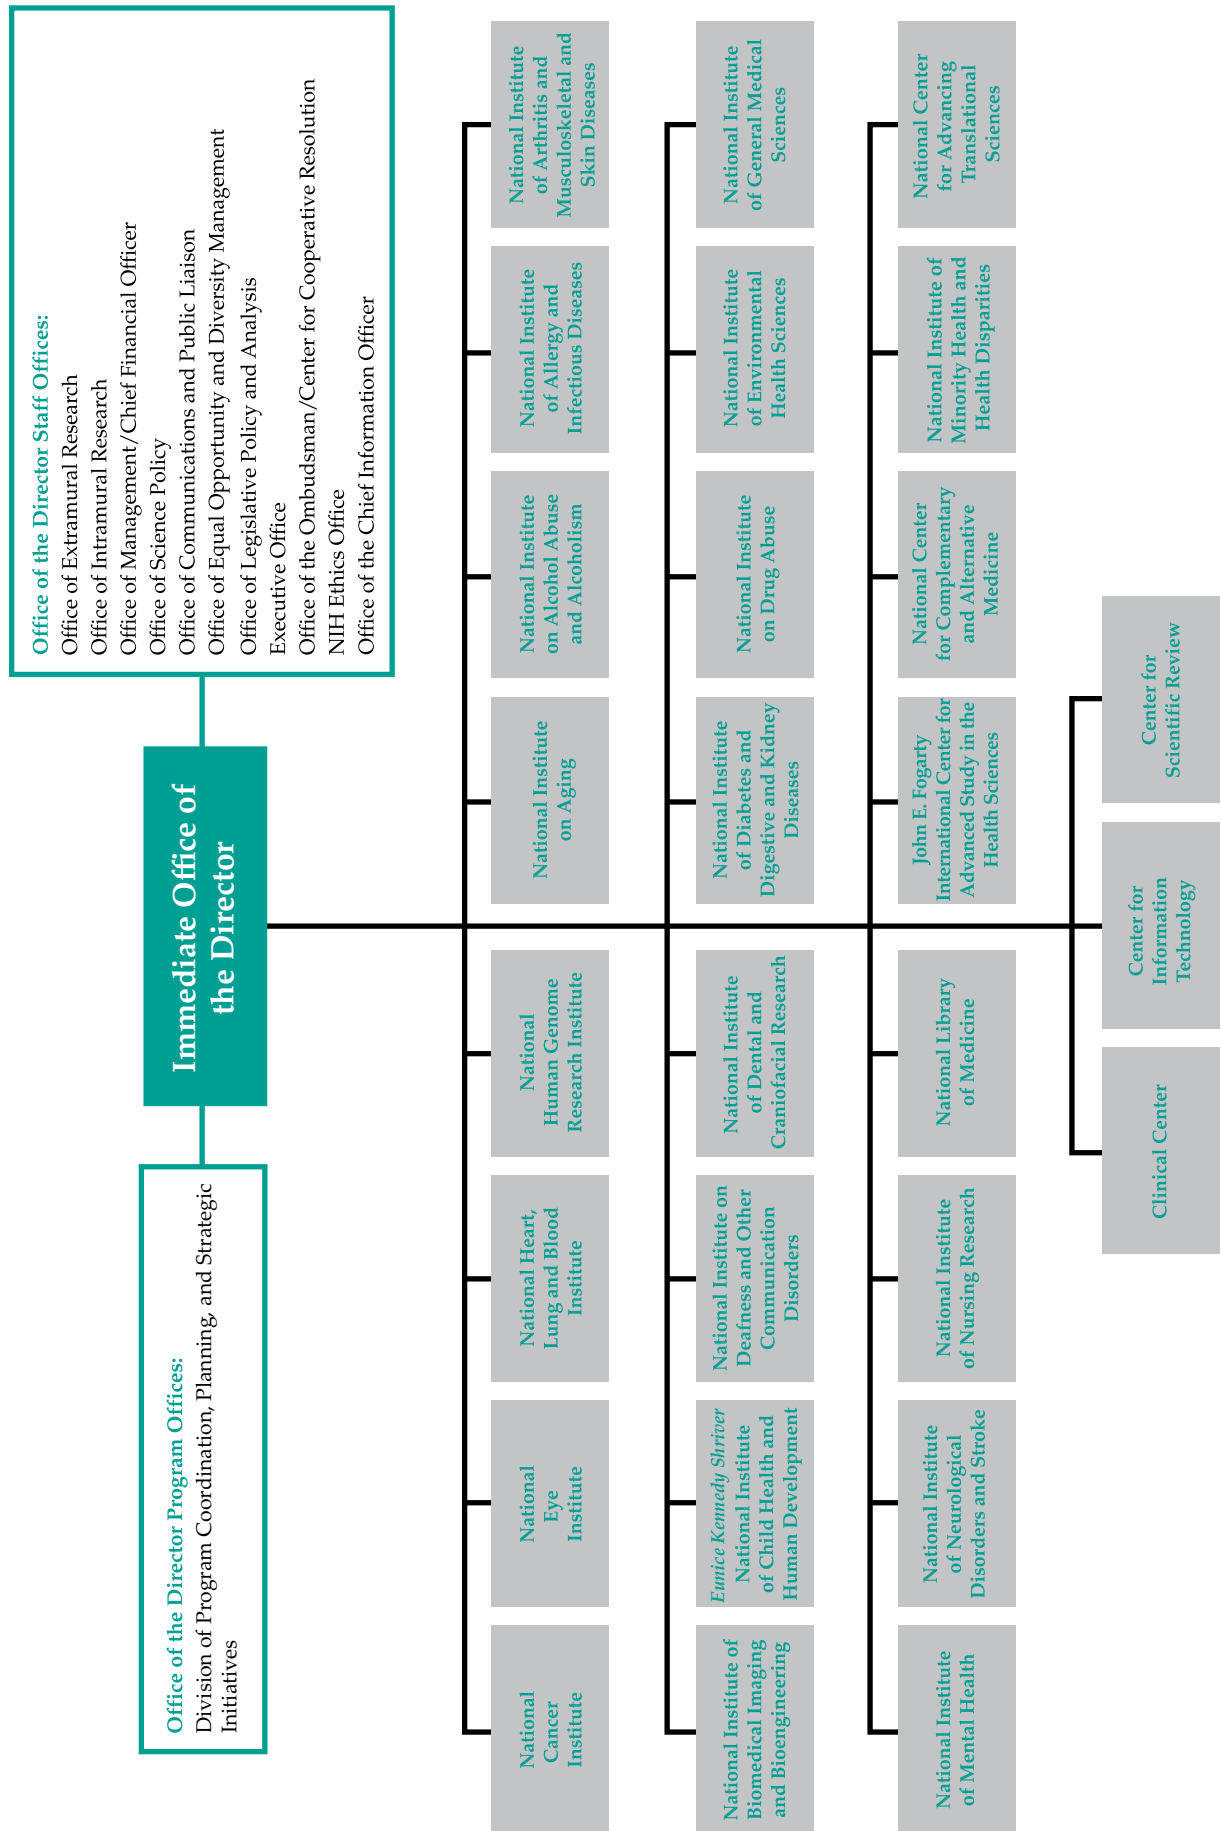 Office of the Director Program Offices:
Division of Program Coordination, Planning, and Strategic
Initiatives
Immediate Office of
the Director
Office of the Director Staff Offices:
Office of Extramural Research
Office of Intramural Research
Office of Management/Chief Financial Officer
Office of Science Policy
Office of Communications and Public Liaison
Office of Equal Opportunity and Diversity Management
Office of Legislative Policy and Analysis
Executive Office
Office of the Ombudsman/Center for Cooperative Resolution
NIH Ethics Office
Office of the Chief Information Officer
National
Cancer
Institute
National
Eye
Institute
National Heart,
Lung and Blood
Institute
National
Human Genome
Research Institute
National Institute
on Aging
National Institute
on Alcohol Abuse
and Alcoholism
National Institute
of Allergy and
Infectious Diseases
National Institute
of Arthritis and
Musculoskeletal and
Skin Diseases
National Institute of
Biomedical Imaging
and Bioengineering
Eunice Kennedy Shriver
National Institute
of Child Health and
Human Development
National Institute on
Deafness and Other
Communication
Disorders
National Institute
of Dental and
Craniofacial Research
National Institute
of Diabetes and
Digestive and Kidney
Diseases
National Institute
on Drug Abuse
National Institute
of Environmental
Health Sciences
National Institute
of General Medical
Sciences
National Institute
of Mental Health
National Institute
of Neurological
Disorders and Stroke
National Institute
of Nursing Research
National Library
of Medicine
John E. Fogarty
International Center for
Advanced Study in the
Health Sciences
National Center
for Complementary
and Alternative
Medicine
National Institute of
Minority Health and
Health Disparities
National Center
for Advancing
Translational
Sciences
Clinical Center
Center for
Information
Technology
Center for
Scientific Review